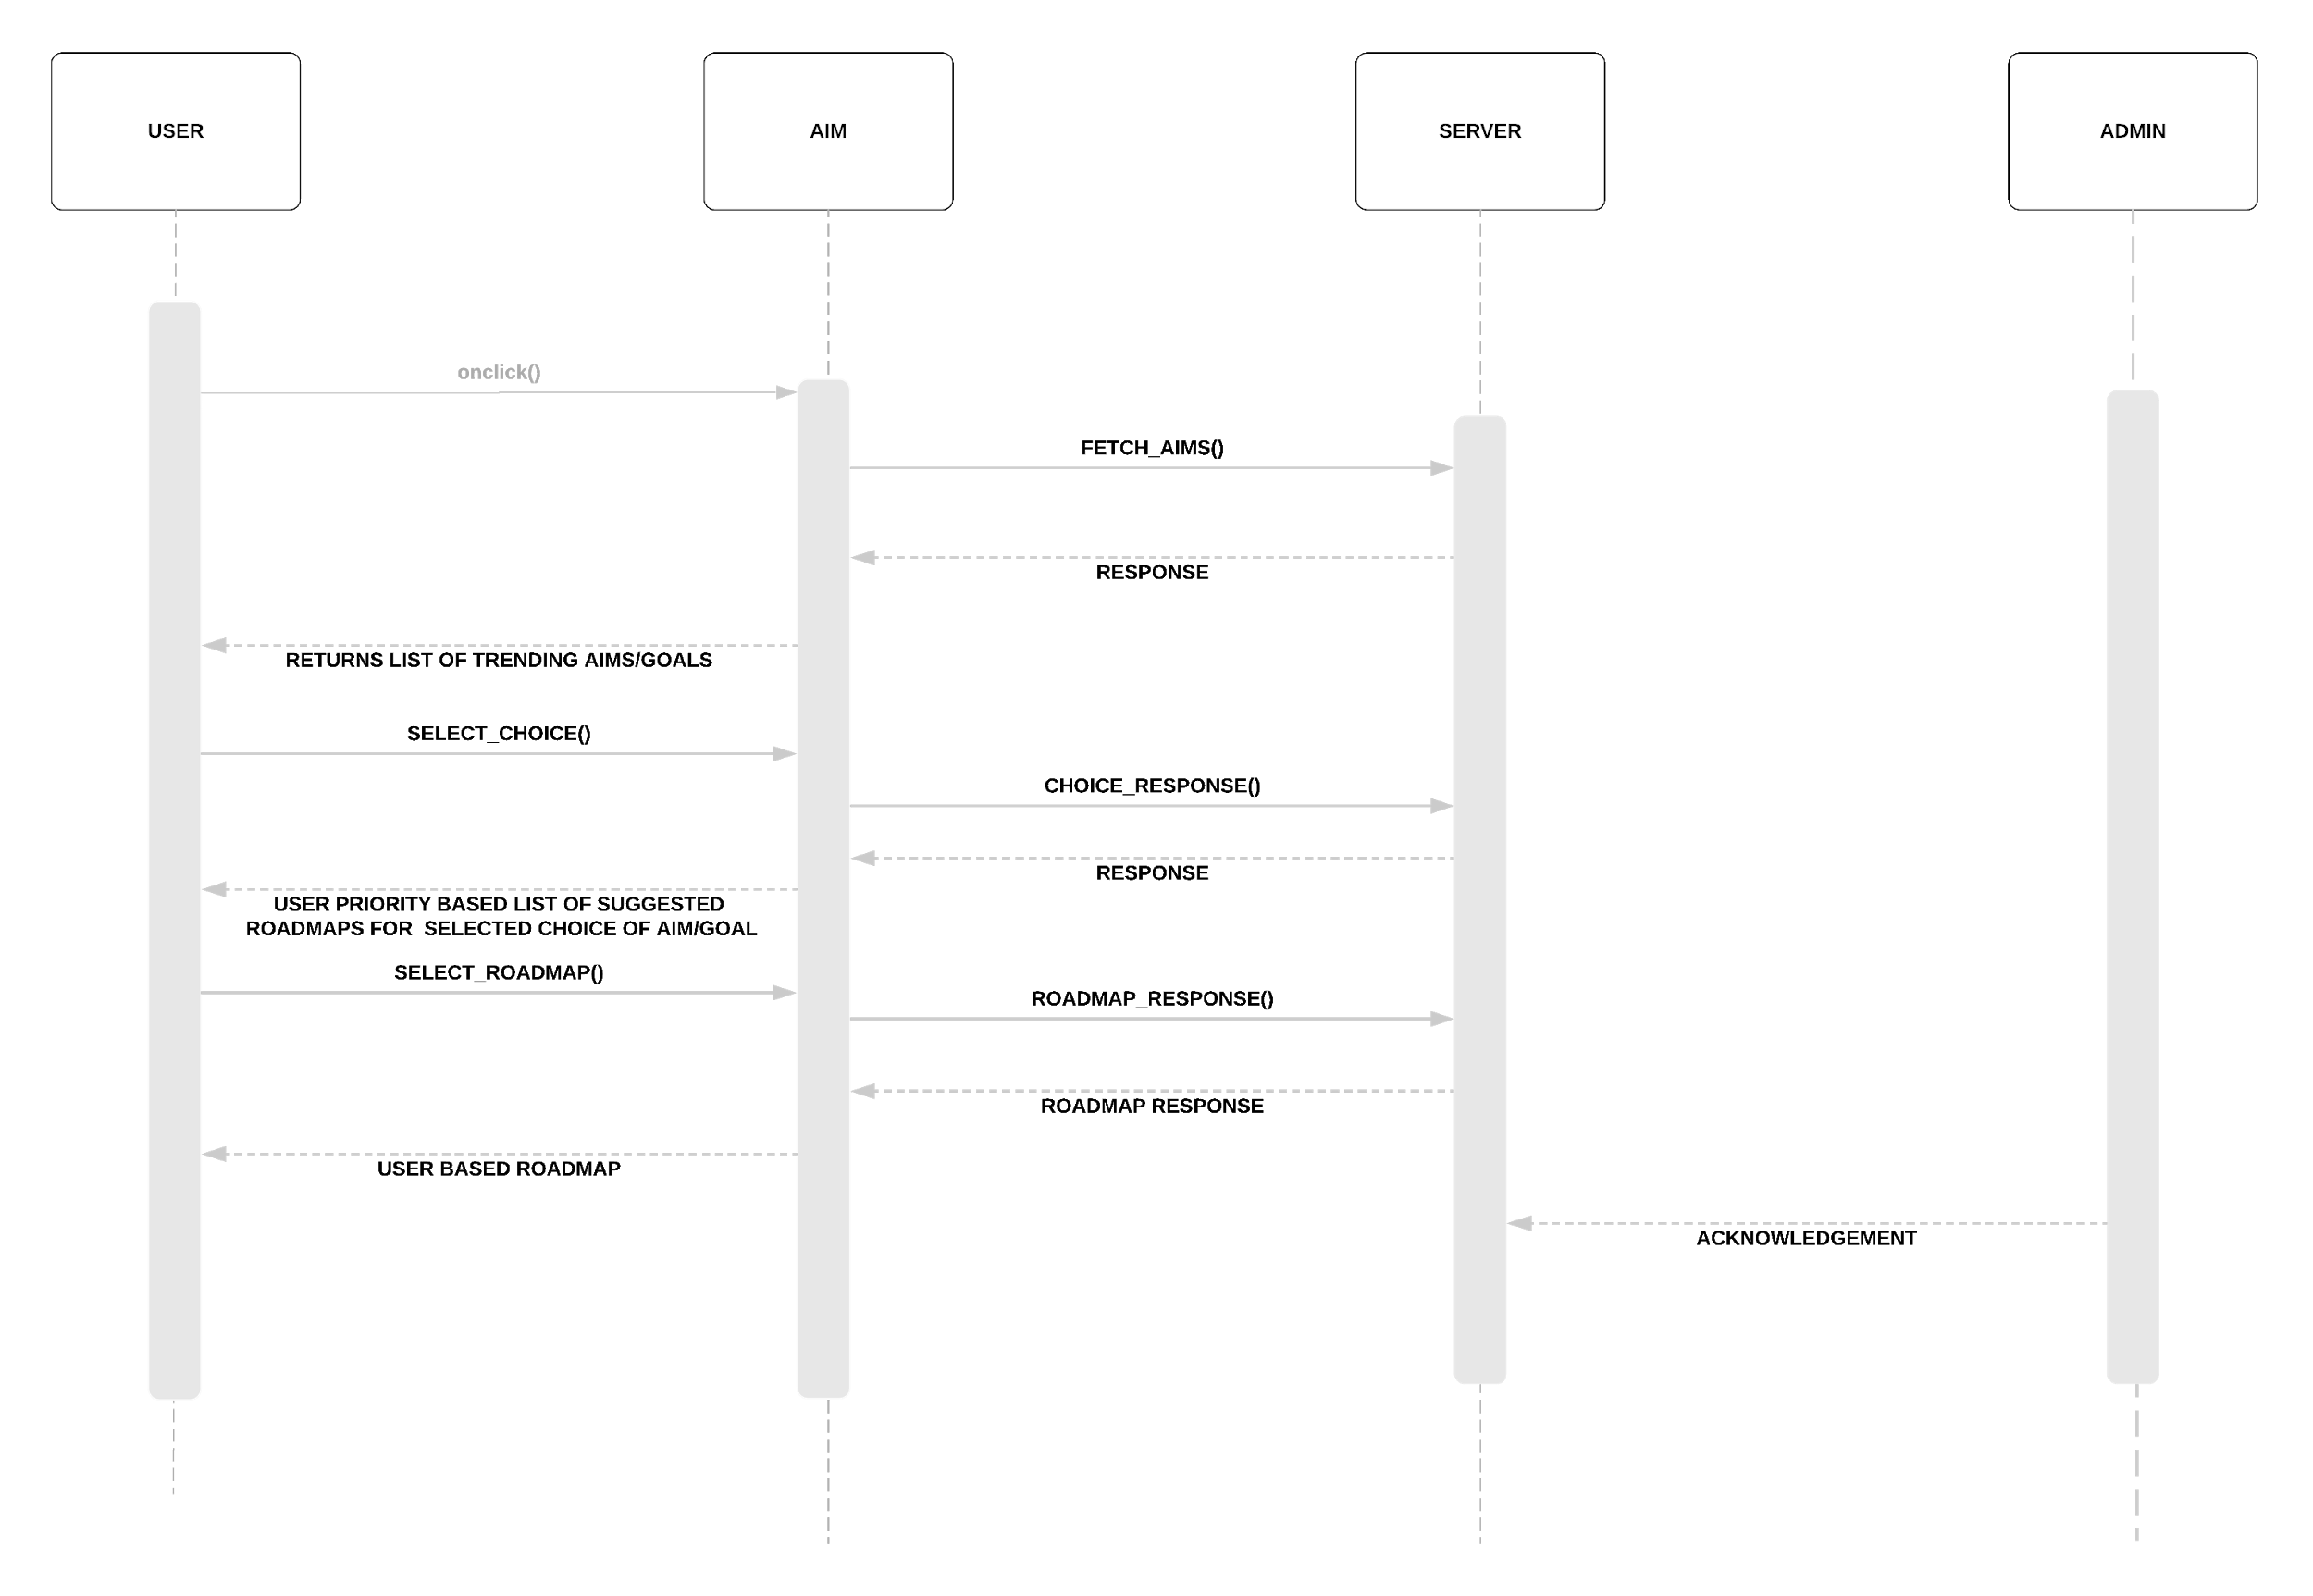 USER
AIM
SERVER
ADMIN
onclick()
FETCH_AIMS()
RESPONSE
RETURNS LIST OF TRENDING AIMS/GOALS
SELECT_CHOICE()
CHOICE_RESPONSE()
RESPONSE
USER PRIORITY BASED LIST OF SUGGESTED
ROADMAPS FOR  SELECTED CHOICE OF AIM/GOAL
SELECT_ROADMAP()
ROADMAP_RESPONSE()
ROADMAP RESPONSE
USER BASED ROADMAP
ACKNOWLEDGEMENT